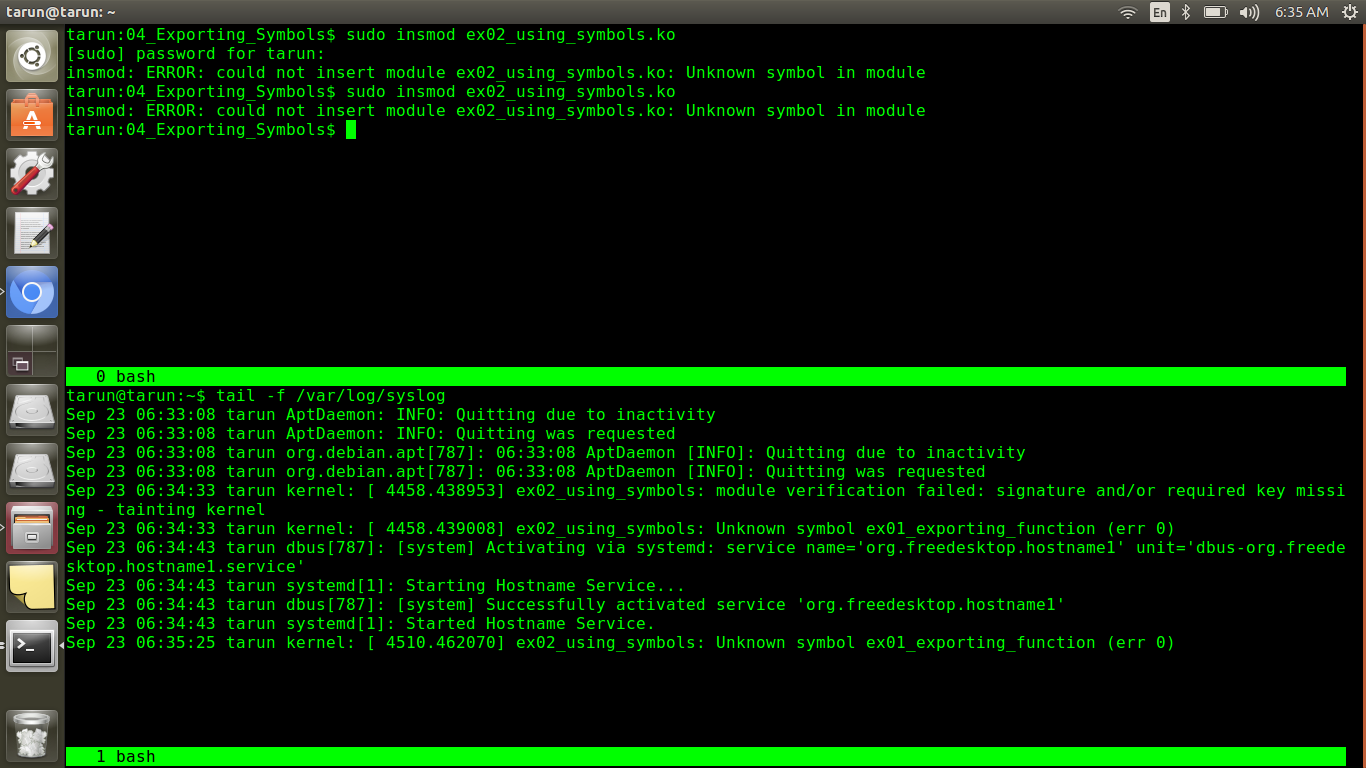 tarun@tarun: ~
En
6:35 AM
tarun:04_Exporting_Symbols$ sudo insmod ex02_using_symbols.ko
[sudo] password for tarun:
insmod: ERROR: could not insert module ex02_using_symbols.ko: Unknown symbol in module
tarun:04_Exporting_Symbols$ sudo insmod ex02_using_symbols.ko
insmod: ERROR: could not insert module ex02_using_symbols.ko: Unknown symbol in module
tarun:04_Exporting_Symbols$
0 bash
tarun@tarun:~$ tail -f /var/log/syslog
Sep 23 06:33:08 tarun AptDaemon: INFO: Quitting due to inactivity
Sep 23 06:33:08 tarun AptDaemon: INFO: Quitting was requested
Sep 23 06:33:08 tarun org.debian.apt[787]: 06:33:08 AptDaemon [INFO]: Quitting due to inactivity
Sep 23 06:33:08 tarun org.debian.apt[787]: 06:33:08 AptDaemon [INFO]: Quitting was requested
Sep 23 06:34:33 tarun kernel: [ 4458.438953] ex02_using_symbols: module verification failed: signature and/or required key missi
ng - tainting kernel
Sep 23 06:34:33 tarun kernel: [ 4458.439008] ex02_using_symbols: Unknown symbol ex01_exporting_function (err 0)
Sep 23 06:34:43 tarun dbus[787]: [system] Activating via systemd: service name='org.freedesktop.hostname1' unit='dbus-org.freede
sktop.hostname1.service'
Sep 23 06:34:43 tarun systemd[1]: Starting Hostname Service...
Sep 23 06:34:43 tarun dbus[787]: [system] Successfully activated service 'org.freedesktop.hostname1'
Sep 23 06:34:43 tarun systemd[1]: Started Hostname Service.
Sep 23 06:35:25 tarun kernel: [ 4510.462070] ex02_using_symbols: Unknown symbol ex01_exporting_function (err 0)
1 bash